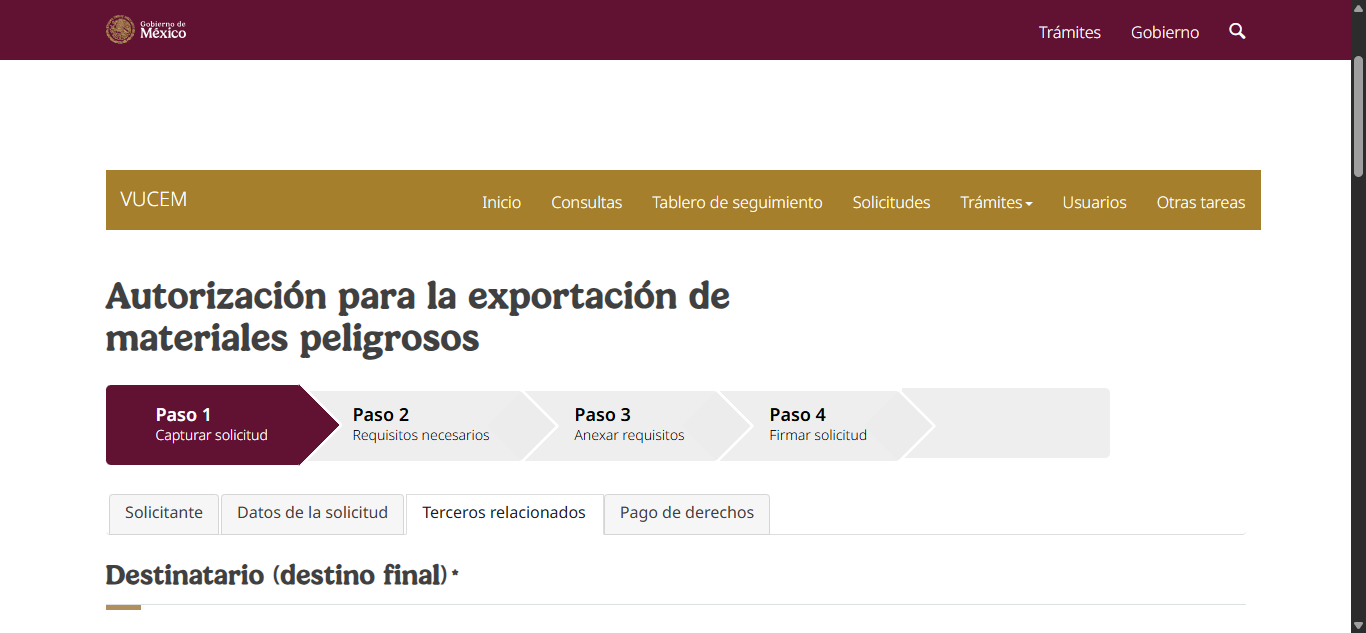 Gobierno de
México
Trámites
Gobierno
VUCEM
Inicio
Consultas
Tablero de seguimiento
Solicitudes
Trámites
Usuarios
Otras tareas
Autorización para la exportación de
materiales peligrosos
Paso 1
Capturar solicitud
Paso 2
Requisitos necesarios
Paso 3
Anexar requisitos
Paso 4
Firmar solicitud
Solicitante
Datos de la solicitud
Terceros relacionados
Pago de derechos
Destinatario (destino final) *